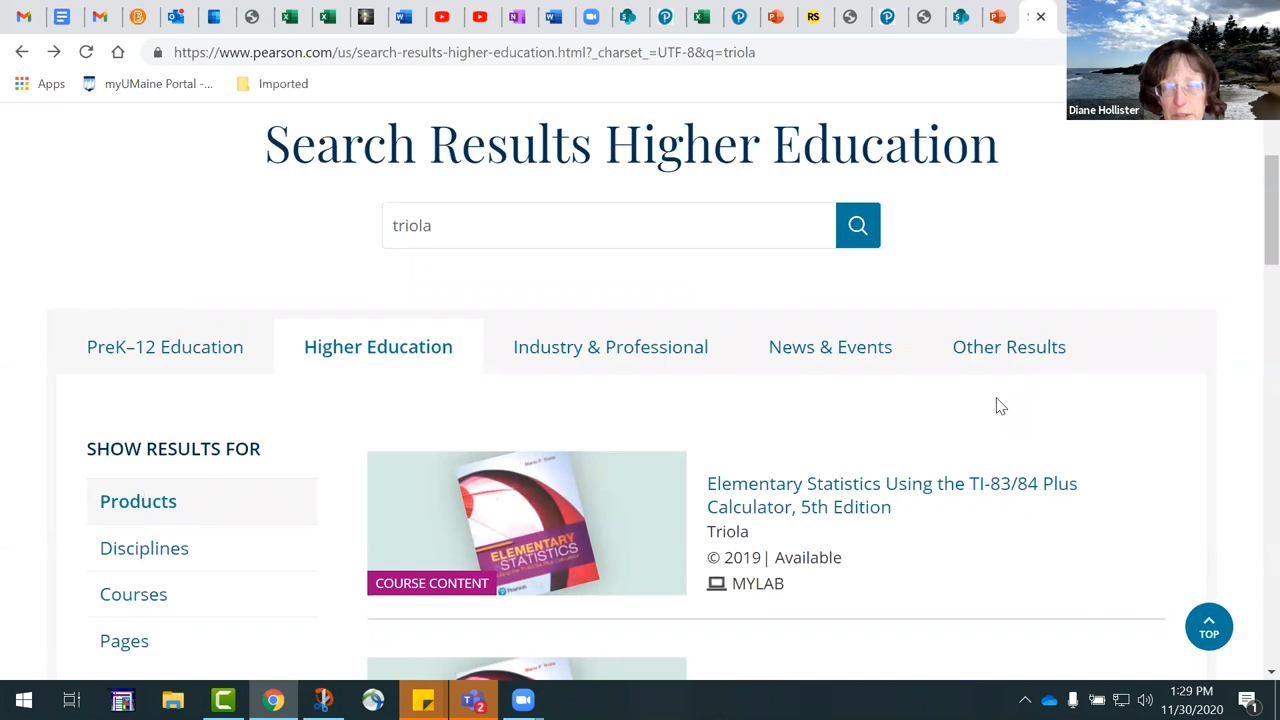 https://www.pearson.com/us/search-results-higher-education.html?_charset_=UTF-8&q=triola
Apps
myUMaine Portal -...
Imported
Diane Hollister
Search Results Higher Education
triola
PreK–12 Education
Higher Education
Industry & Professional
News & Events
Other Results
SHOW RESULTS FOR
Products
Disciplines
Courses
Pages
ELEMENTARY
STATISTICS
Pearson
COURSE CONTENT
Elementary Statistics Using the TI-83/84 Plus
Calculator, 5th Edition
Triola
© 2019| Available
MYLAB
TOP
2
1:29 PM
11/30/2020
1